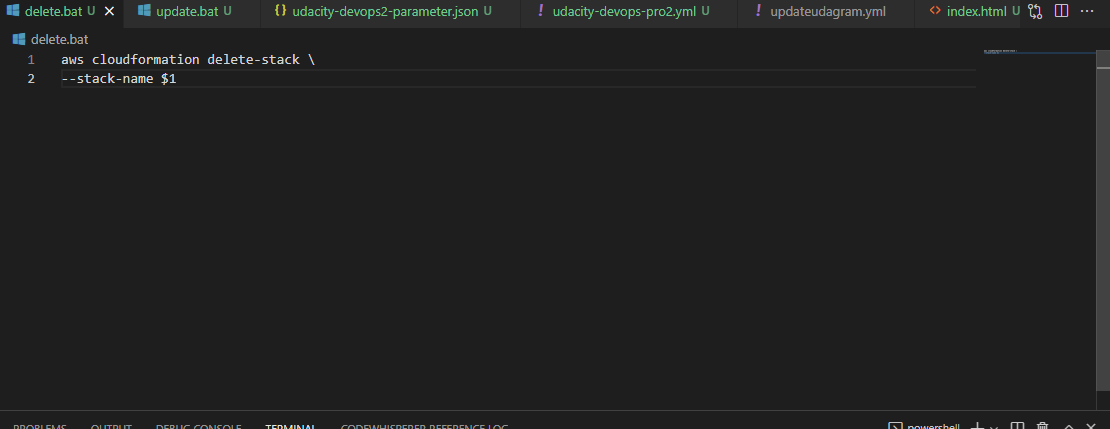 delete.bat U
update.bat U
{} udacity-devops2-parameter.json U
! udacity-devops-pro2.yml U
! updateudagram.yml
<> index.html U
delete.bat
1 aws cloudformation delete-stack \
2 --stack-name $1
PROBLEMS OUTPUT DEBUG CONSOLE TERMINAL CODEWHISPERER REFERENCE LOG
powershell